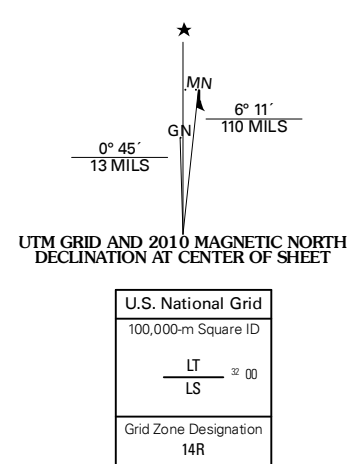 MN
6° 11´
110 MILS
GN
0° 45´
13 MILS
UTM GRID AND 2010 MAGNETIC NORTH
DECLINATION AT CENTER OF SHEET
U.S. National Grid
100,000-m Square ID
LT
32 00
LS
Grid Zone Designation
14R